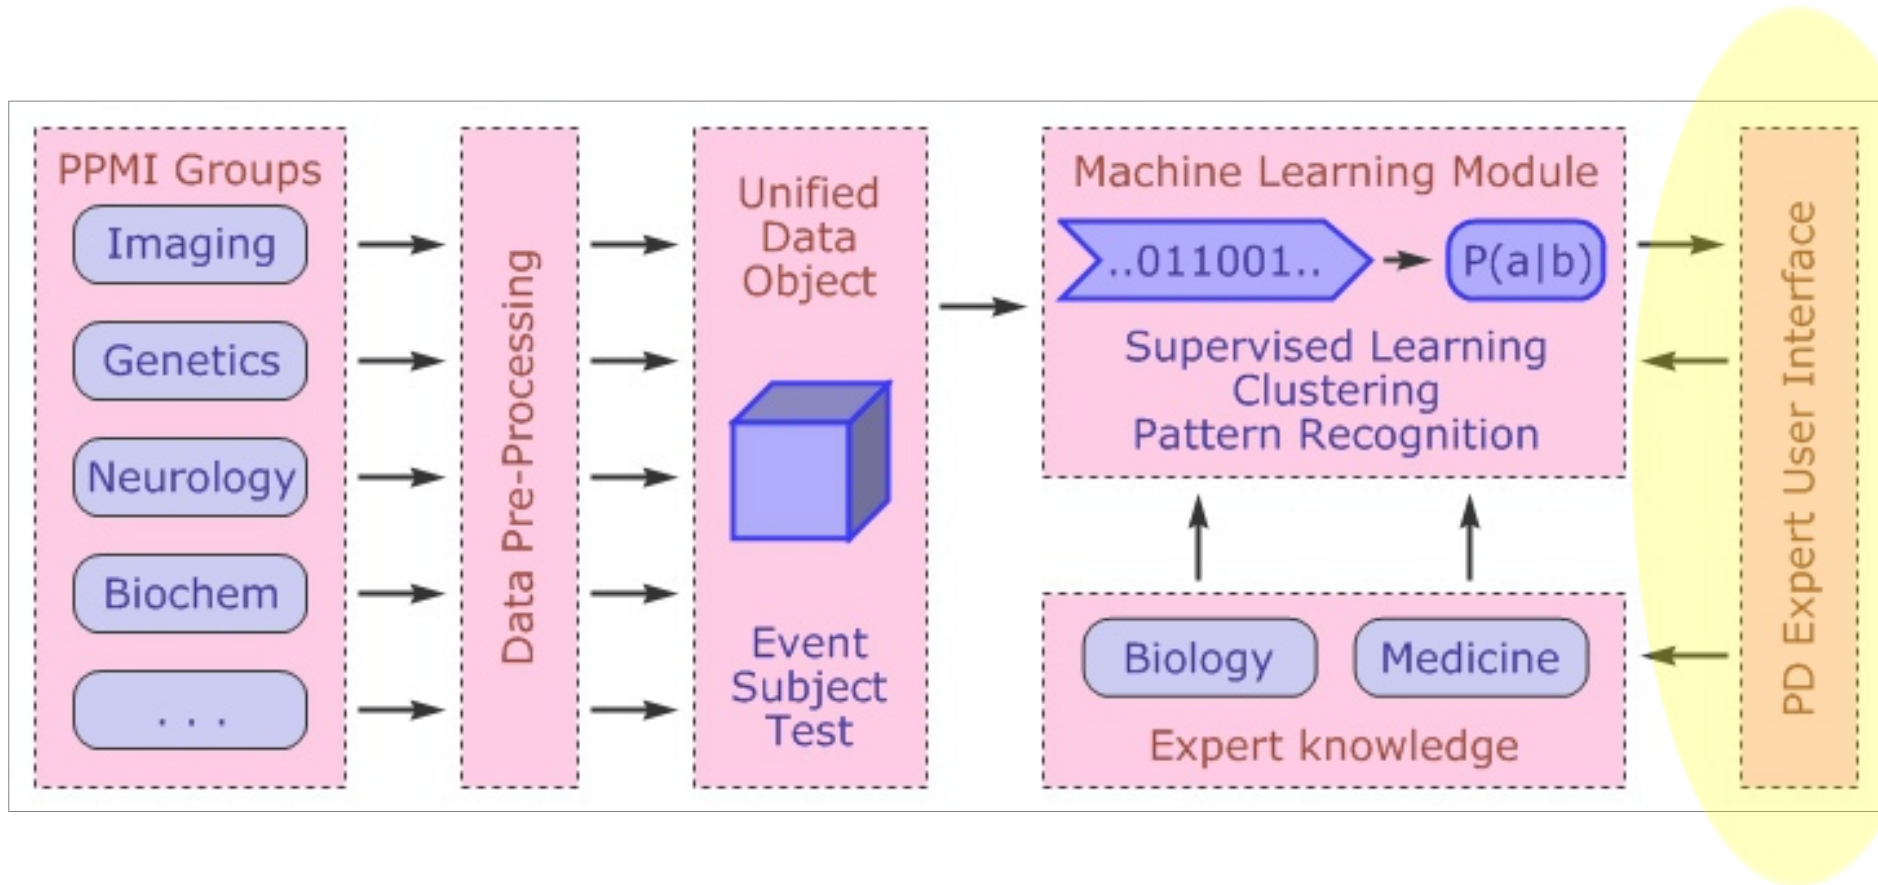 PPMI Groups
Imaging
Genetics
Neurology
Biochem
. . .
Data Pre-Processing
Unified
Data
Object
Event
Subject
Test
Machine Learning Module
..011001..
P(a|b)
Supervised Learning
Clustering
Pattern Recognition
Biology
Medicine
Expert knowledge
PD Expert User Interface